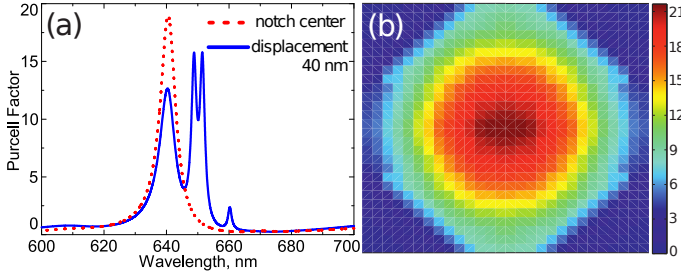 (a)
notch center
displacement
40 nm
Purcell Factor
20
15
10
5
0
600 620 640 660 680 700
Wavelength, nm
(b)
21
18
15
12
9
6
3
0